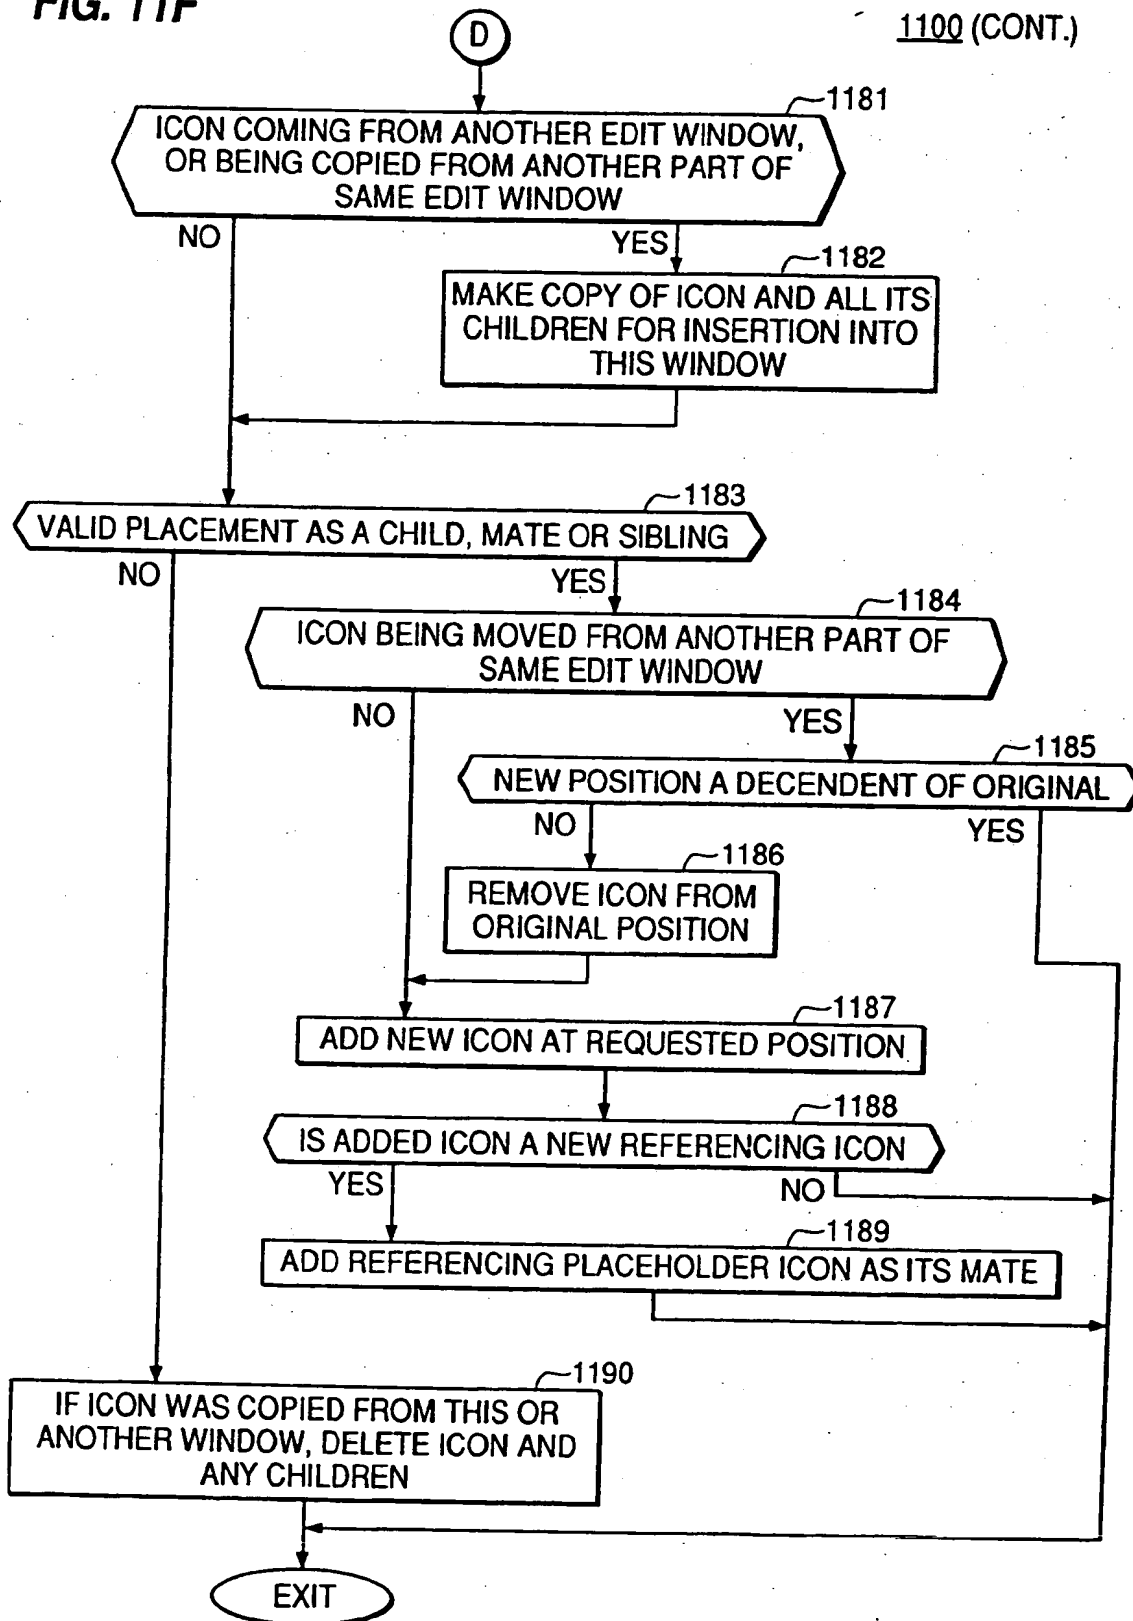 FIG. 11F
1100 (CONT.)
D
1181
ICON COMING FROM ANOTHER EDIT WINDOW,
OR BEING COPIED FROM ANOTHER PART OF
SAME EDIT WINDOW
NO
YES
1182
MAKE COPY OF ICON AND ALL ITS
CHILDREN FOR INSERTION INTO
THIS WINDOW
1183
VALID PLACEMENT AS A CHILD, MATE OR SIBLING
NO
YES
1184
ICON BEING MOVED FROM ANOTHER PART OF
SAME EDIT WINDOW
NO
YES
1185
NEW POSITION A DECENDENT OF ORIGINAL
NO
YES
1186
REMOVE ICON FROM
ORIGINAL POSITION
1187
ADD NEW ICON AT REQUESTED POSITION
1188
IS ADDED ICON A NEW REFERENCING ICON
YES
NO
1189
ADD REFERENCING PLACEHOLDER ICON AS ITS MATE
1190
IF ICON WAS COPIED FROM THIS OR
ANOTHER WINDOW, DELETE ICON AND
ANY CHILDREN
EXIT